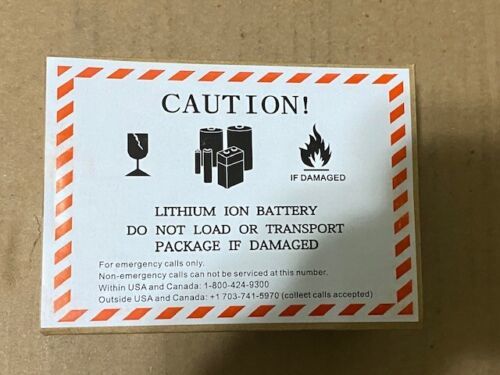 CAUTION!
IF DAMAGED
LITHIUM ION BATTERY
DO NOT LOAD OR TRANSPORT
PACKAGE IF DAMAGED
For emergency calls only.
Non-emergency calls can not be serviced at this number.
Within USA and Canada: 1-800-424-9300
Outside USA and Canada: +1 703-741-5970 (collect calls accepted)